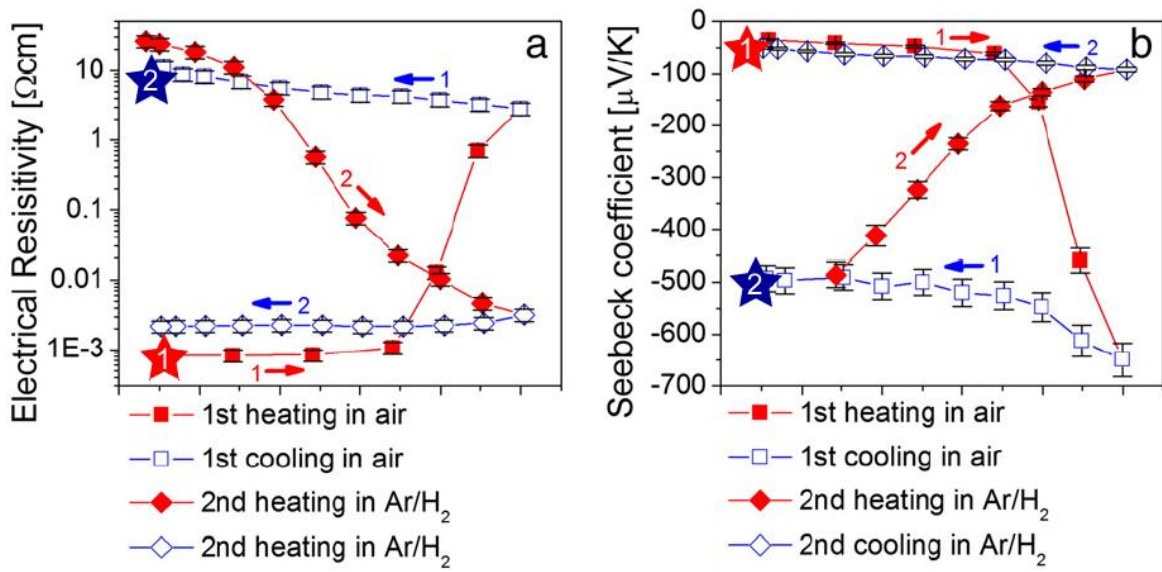 a
Electrical Resisitivity [Ωcm]
10
1
0.1
0.01
1E-3
2
1
2
2
1
1
1st heating in air
1st cooling in air
2nd heating in Ar/H₂
2nd heating in Ar/H₂
b
Seebeck coefficient [µV/K]
0
-100
-200
-300
-400
-500
-600
-700
1
1
2
2
1
2
1st heating in air
1st cooling in air
2nd heating in Ar/H₂
2nd cooling in Ar/H₂